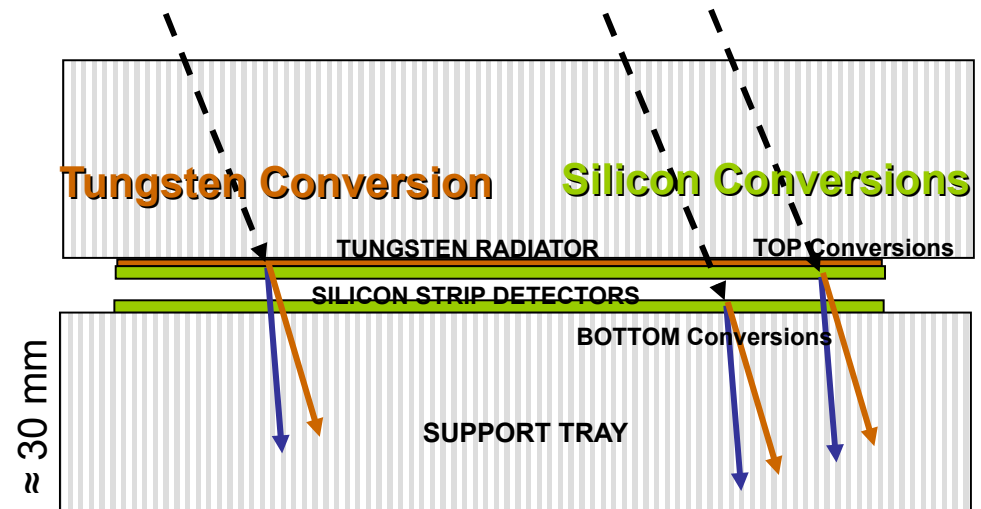 Tungsten Conversion
Silicon Conversions
TUNGSTEN RADIATOR
TOP Conversions
SILICON STRIP DETECTORS
BOTTOM Conversions
≈ 30 mm
SUPPORT TRAY